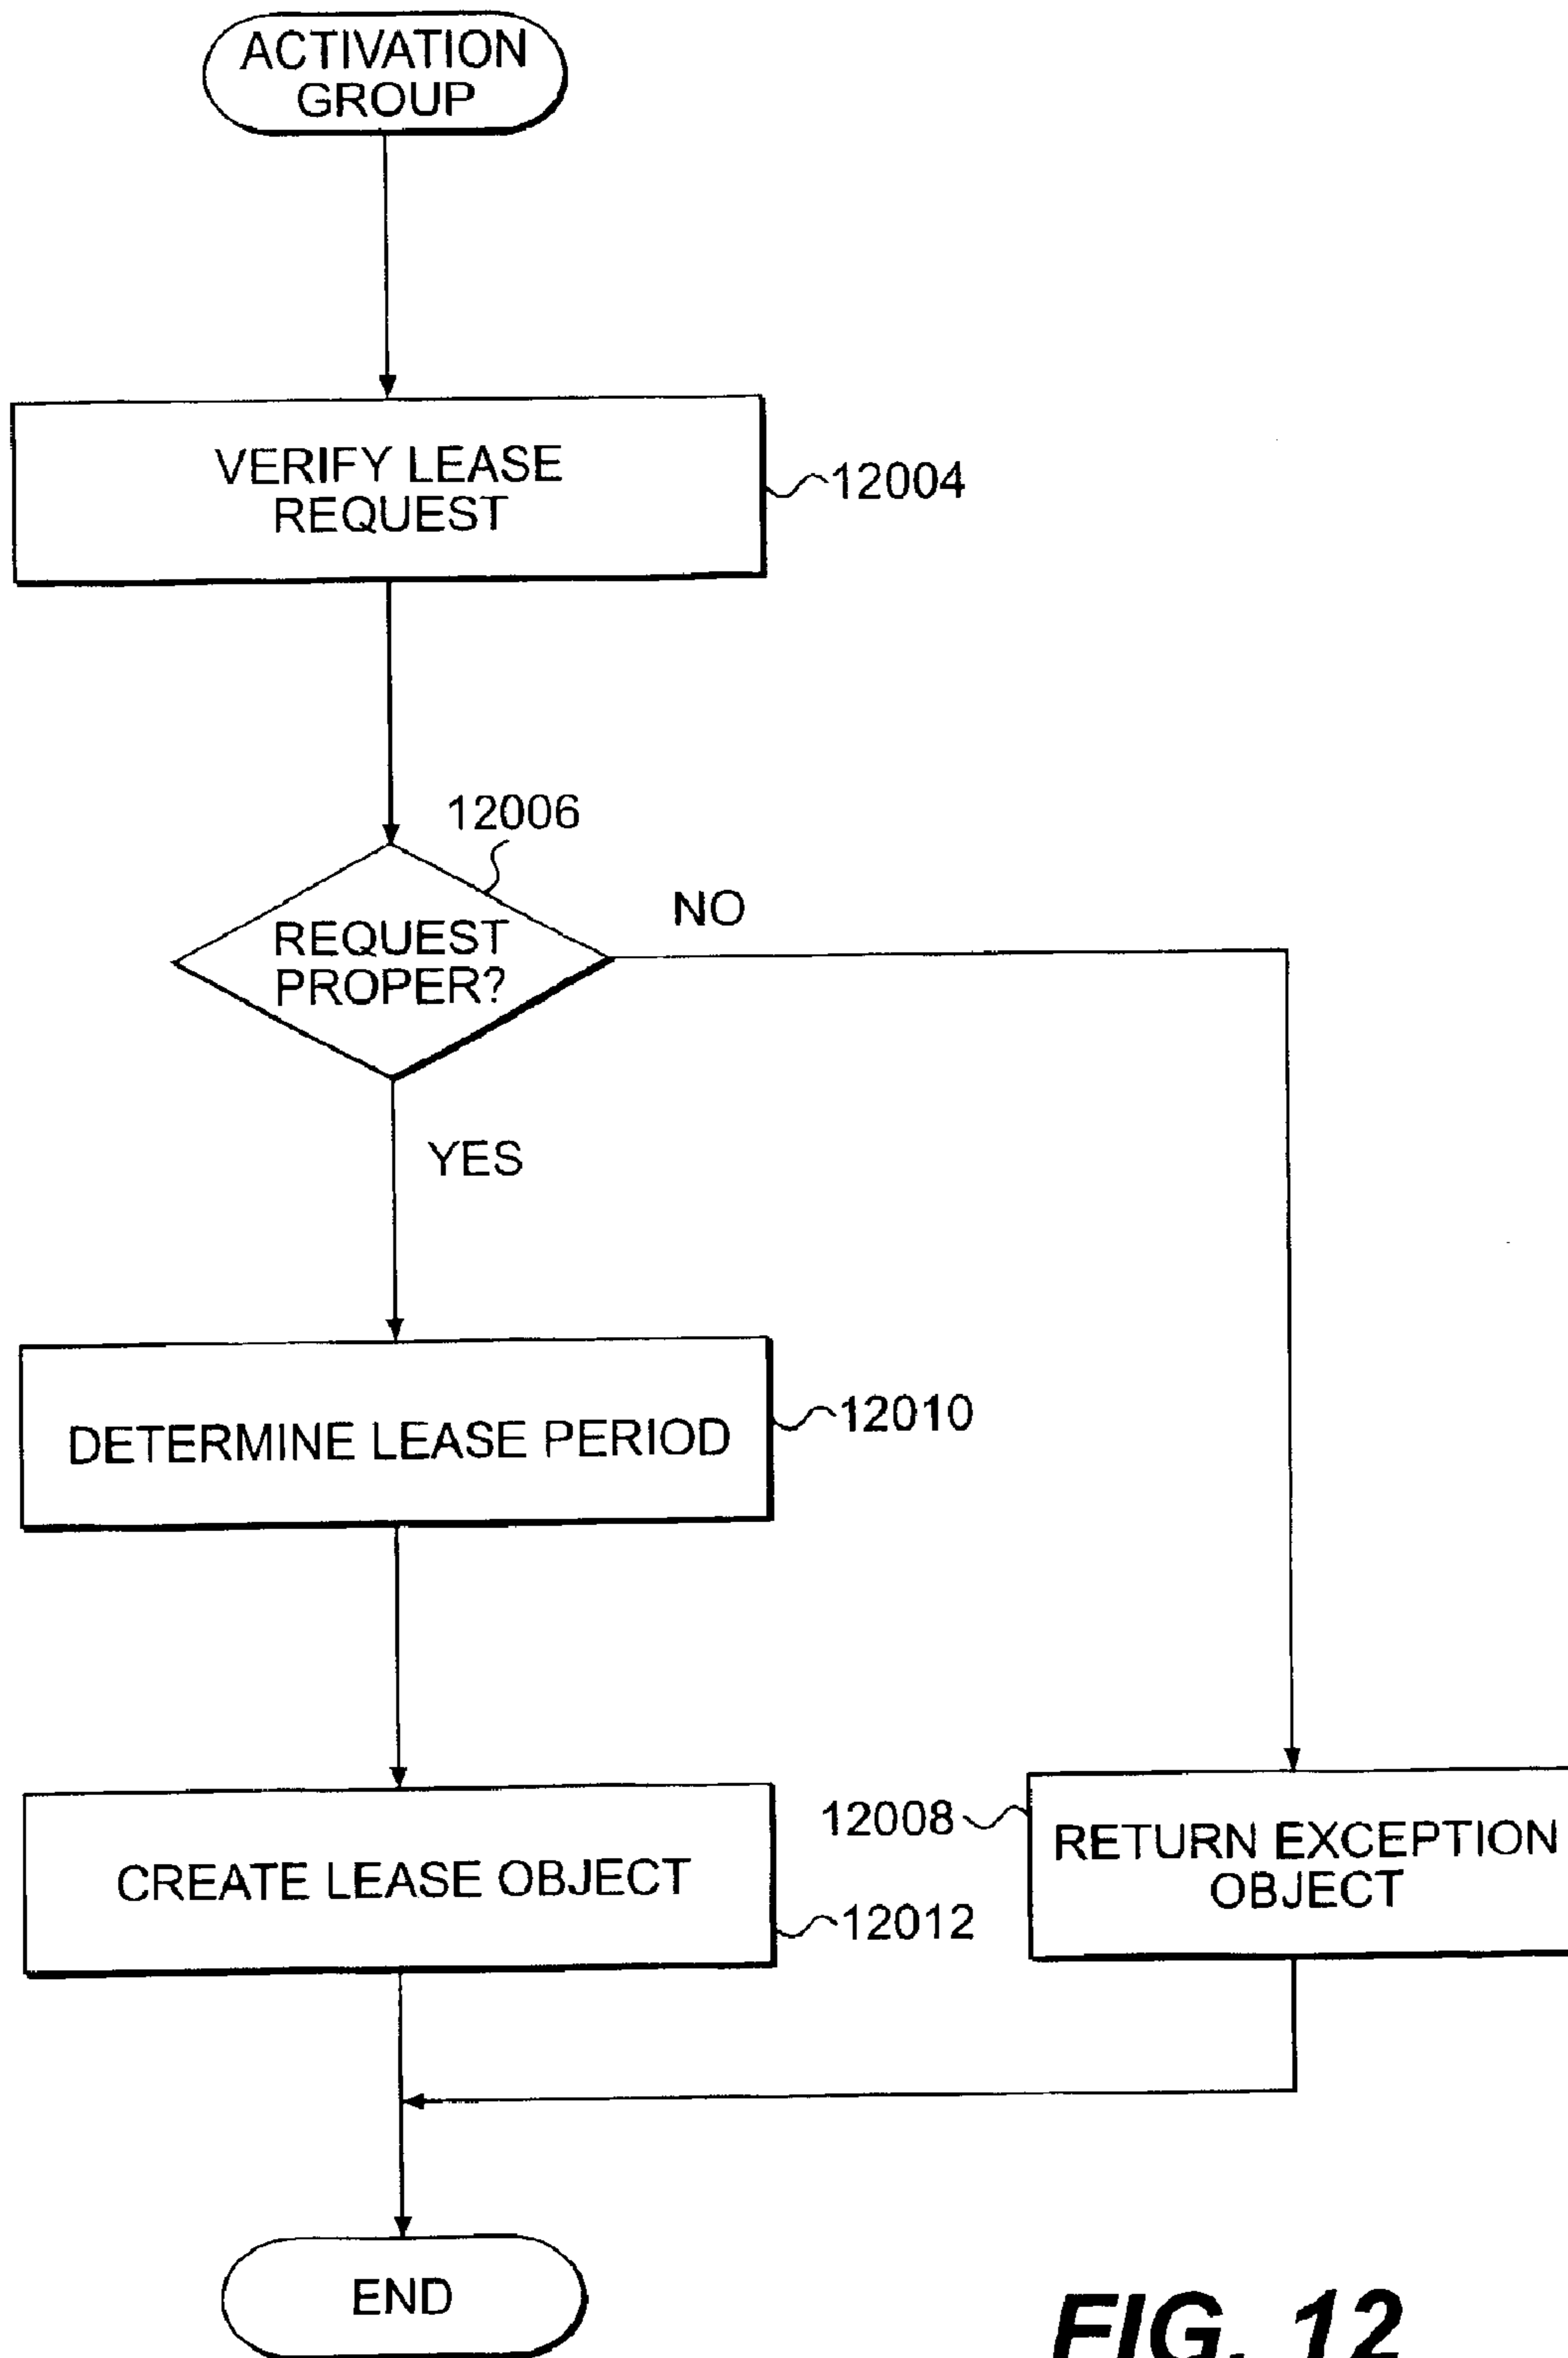 ACTIVATION
GROUP
VERIFY LEASE
REQUEST
12004
12006
REQUEST
PROPER?
NO
YES
DETERMINE LEASE PERIOD
12010
CREATE LEASE OBJECT
12012
12008
RETURN EXCEPTION
OBJECT
END
FIG. 12